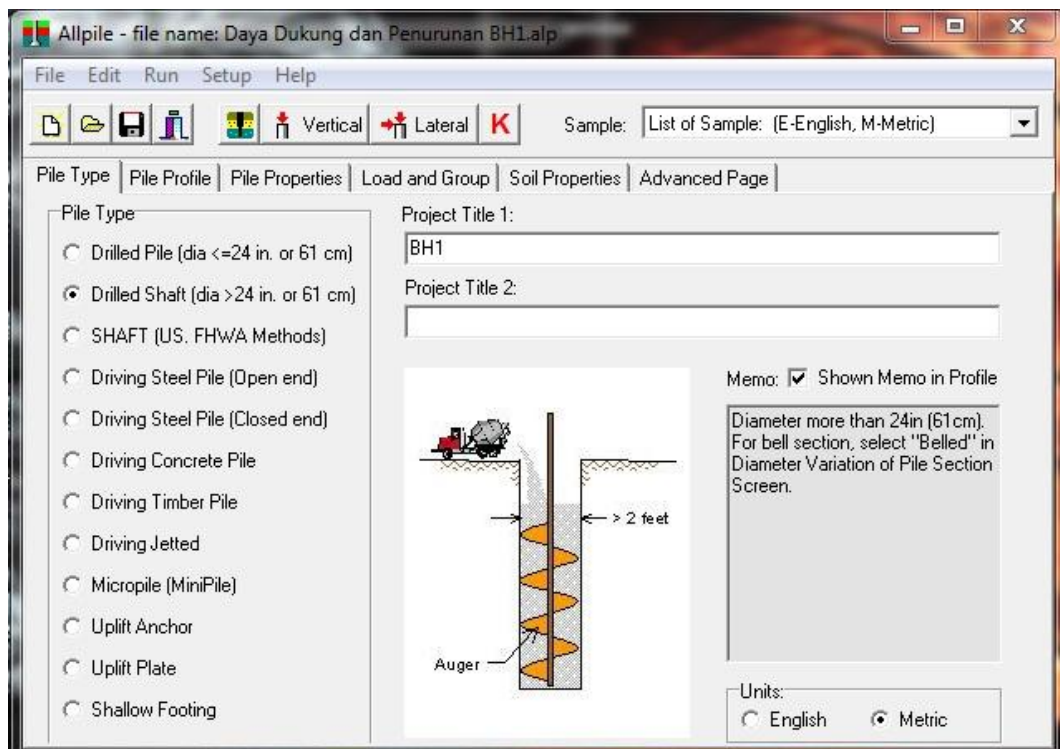 Allpile - file name: Daya Dukung dan Penurunan BH1.alp
File Edit Run Setup Help
Vertical Lateral K Sample: List of Sample: (E-English, M-Metric)
Pile Type Pile Profile Pile Properties Load and Group Soil Properties Advanced Page
Pile Type
Drilled Pile (dia <=24 in. or 61 cm)
Drilled Shaft (dia >24 in. or 61 cm)
SHAFT (US. FHWA Methods)
Driving Steel Pile (Open end)
Driving Steel Pile (Closed end)
Driving Concrete Pile
Driving Timber Pile
Driving Jetted
Micropile (MiniPile)
Uplift Anchor
Uplift Plate
Shallow Footing
Project Title 1:
BH1
Project Title 2:
> 2 feet
Auger
Memo: Shown Memo in Profile
Diameter more than 24in (61cm).
For bell section, select "Belled" in
Diameter Variation of Pile Section
Screen.
Units:
English Metric